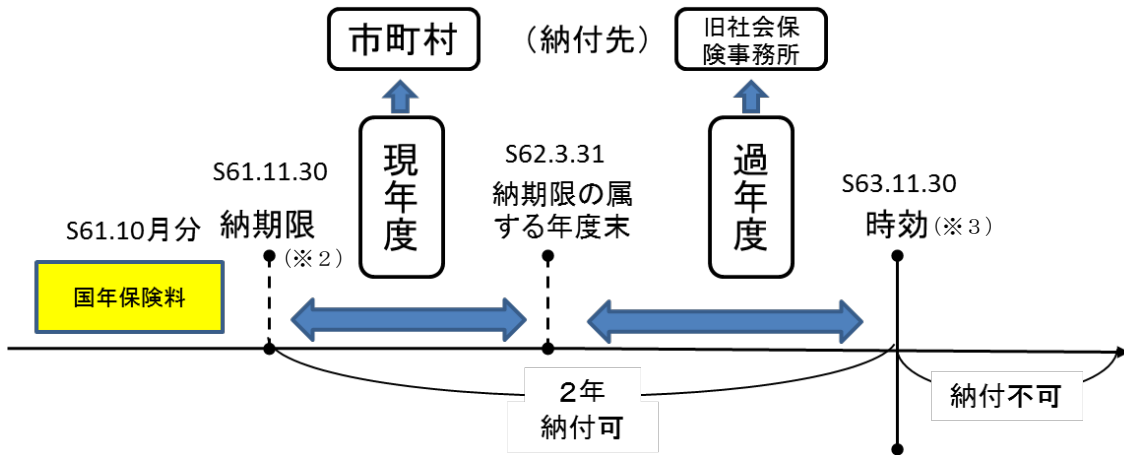 市町村
（納付先）
旧社会保
険事務所
現年度
過年度
S61.10月分
国年保険料
S61.11.30
納期限
（※２）
S62.3.31
納期限の属
する年度末
S63.11.30
時効（※３）
２年
納付可
納付不可